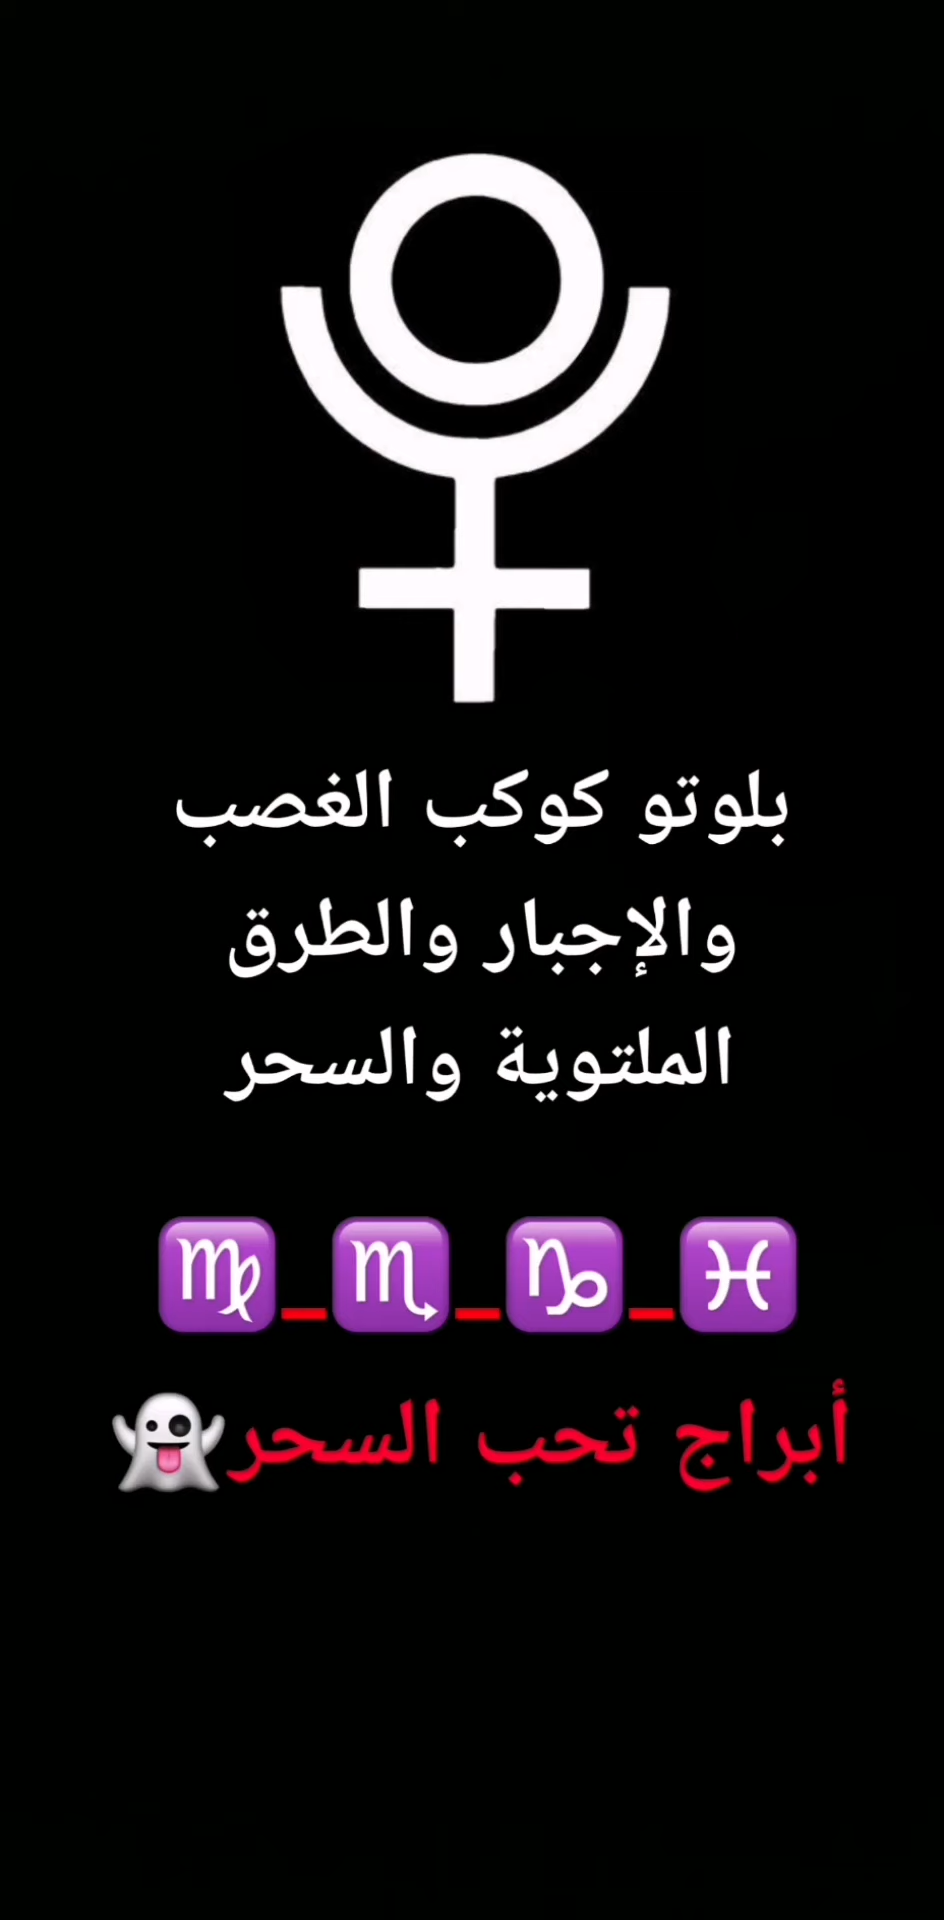 بلوتو كوكب الغصب
والإجبار والطرق
الملتوية والسحر
♍_♏_♑_♓
أبراج تحب السحر👻